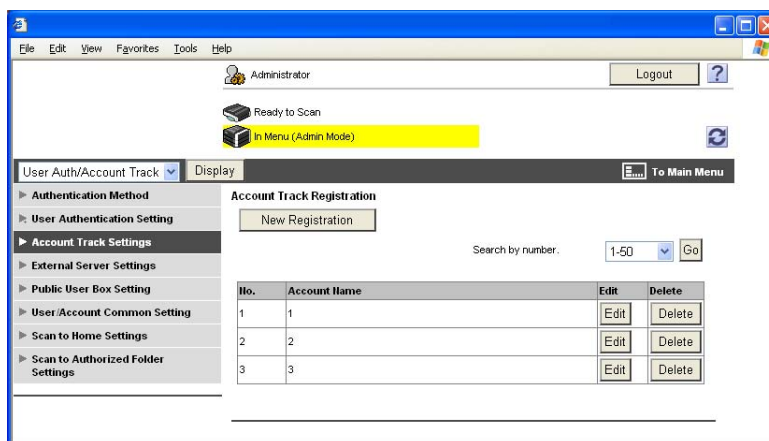 File Edit View Favorites Tools Help
Administrator
Logout
?
Ready to Scan
In Menu (Admin Mode)
User Auth/Account Track
Display
To Main Menu
Authentication Method
User Authentication Setting
Account Track Settings
External Server Settings
Public User Box Setting
User/Account Common Setting
Scan to Home Settings
Scan to Authorized Folder
Settings
Account Track Registration
New Registration
Search by number.
1-50
Go
No. Account Name Edit Delete
1 1 Edit Delete
2 2 Edit Delete
3 3 Edit Delete